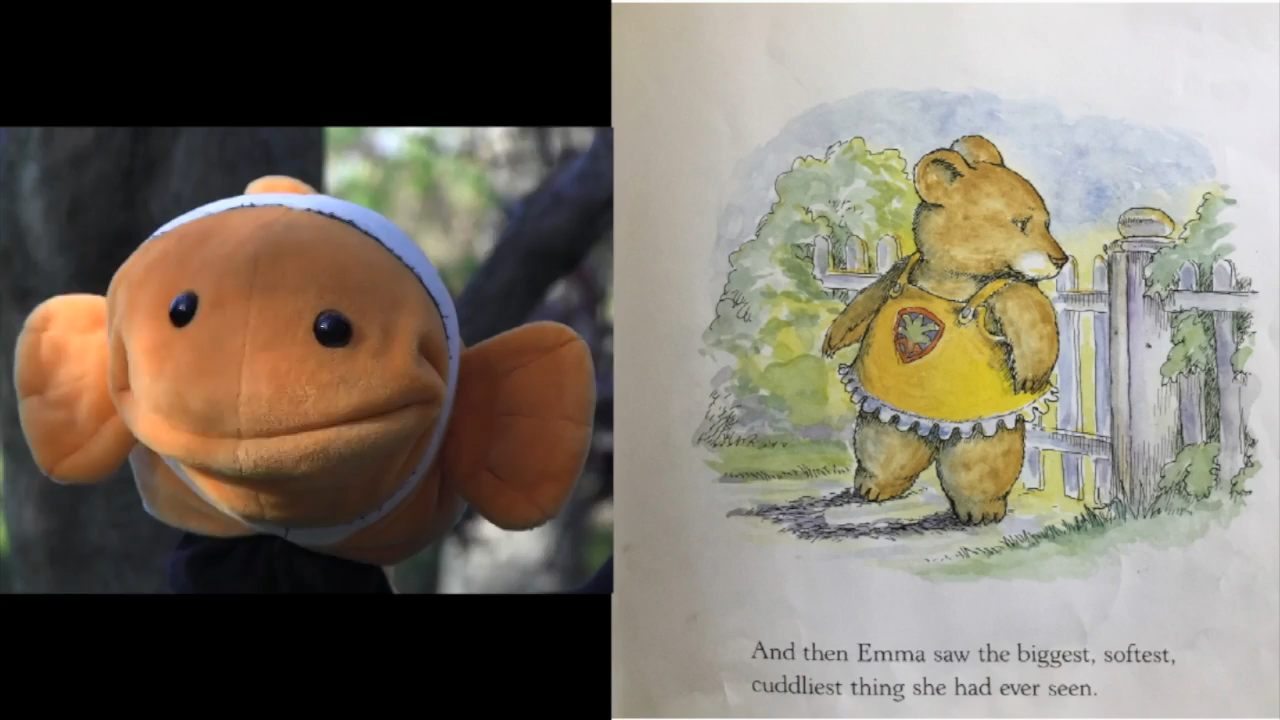 And then Emma saw the biggest, softest,
cuddliest thing she had ever seen.